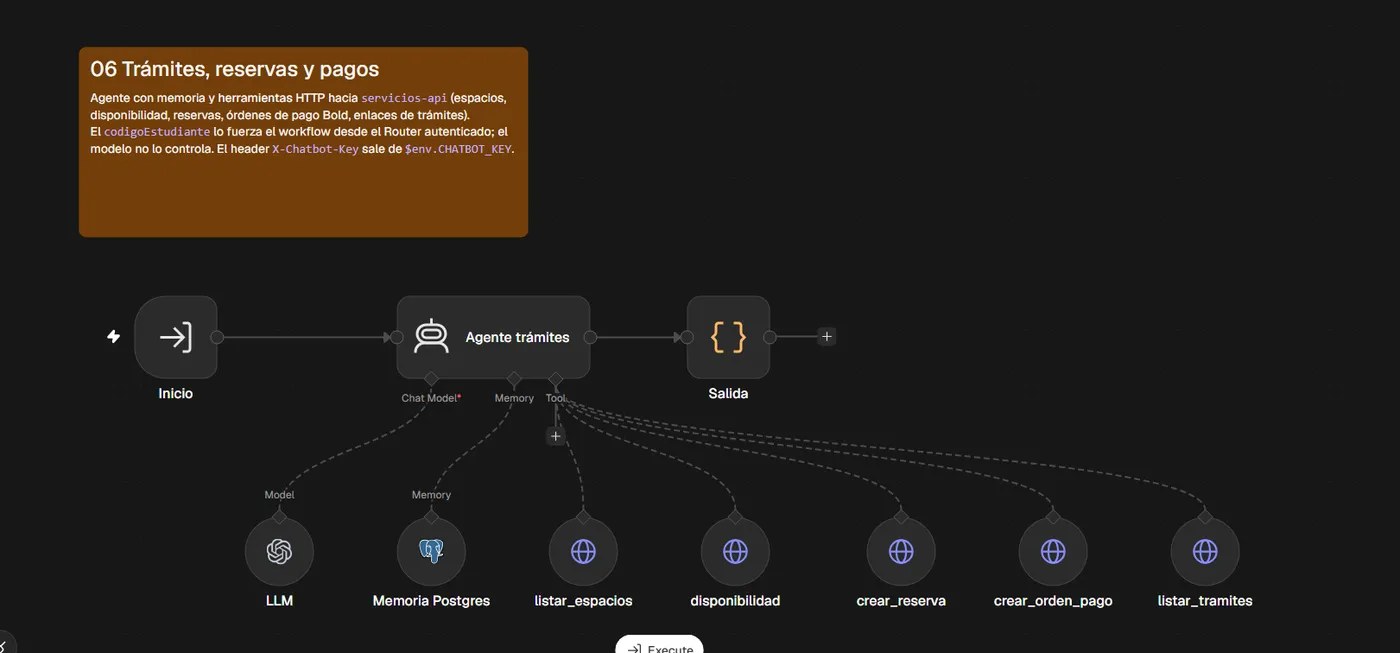 06 Trámites, reservas y pagos
Agente con memoria y herramientas HTTP hacia servicios-api (espacios,
disponibilidad, reservas, órdenes de pago Bold, enlaces de trámites).
El codigoEstudiante lo fuerza el workflow desde el Router autenticado; el
modelo no lo controla. El header X-Chatbot-Key sale de $env.CHATBOT_KEY.
Agente trámites
Inicio
Salida
Chat Model*
Memory
Tool
Model
Memory
LLM
Memoria Postgres
listar_espacios
disponibilidad
crear_reserva
crear_orden_pago
listar_tramites
Execute